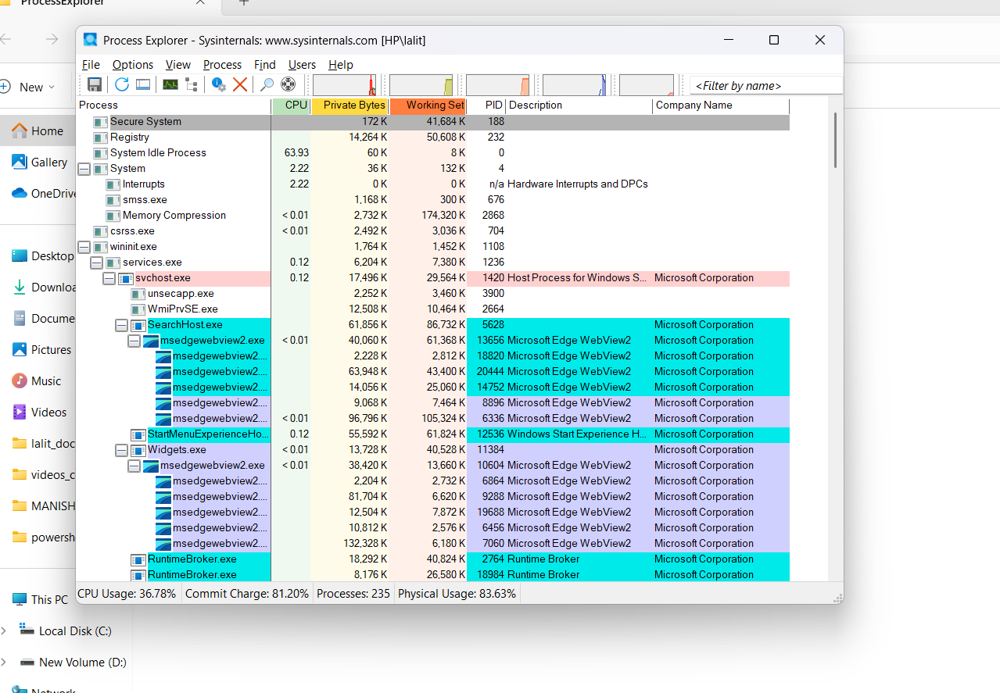 ProcessExplorer
Process Explorer - Sysinternals: www.sysinternals.com [HP\lalit]
File Options View Process Find Users Help
New
<Filter by name>
Process CPU Private Bytes Working Set PID Description Company Name
Secure System 172 K 41,684 K 188
Home
Registry 14,264 K 50,608 K 232
System Idle Process 63.93 60 K 8 K 0
Gallery
System 2.22 36 K 132 K 4
Interrupts 2.22 0 K 0 K n/a Hardware Interrupts and DPCs
OneDrive
smss.exe 1,168 K 300 K 676
Memory Compression < 0.01 2,732 K 174,320 K 2868
csrss.exe < 0.01 2,492 K 3,036 K 704
wininit.exe 1,764 K 1,452 K 1108
Desktop
services.exe 0.12 6,204 K 7,380 K 1236
svchost.exe 0.12 17,496 K 29,564 K 1420 Host Process for Windows S... Microsoft Corporation
Downloa
unsecapp.exe 2,252 K 3,460 K 3900
WmiPrvSE.exe 12,508 K 10,464 K 2664
Docume
SearchHost.exe 61,856 K 86,732 K 5628 Microsoft Corporation
msedgewebview2.exe < 0.01 40,060 K 61,368 K 13656 Microsoft Edge WebView2 Microsoft Corporation
Pictures
msedgewebview2.... 2,228 K 2,812 K 18820 Microsoft Edge WebView2 Microsoft Corporation
msedgewebview2.... 63,948 K 43,400 K 20444 Microsoft Edge WebView2 Microsoft Corporation
Music
msedgewebview2.... 14,056 K 25,060 K 14752 Microsoft Edge WebView2 Microsoft Corporation
msedgewebview2.... 9,068 K 7,464 K 8896 Microsoft Edge WebView2 Microsoft Corporation
Videos
msedgewebview2.... < 0.01 96,796 K 105,324 K 6336 Microsoft Edge WebView2 Microsoft Corporation
StartMenuExperienceHo... 0.12 55,592 K 61,824 K 12536 Windows Start Experience H... Microsoft Corporation
lalit_doc
Widgets.exe < 0.01 13,728 K 40,528 K 11384 Microsoft Corporation
msedgewebview2.exe < 0.01 38,420 K 13,660 K 10604 Microsoft Edge WebView2 Microsoft Corporation
videos_c
msedgewebview2.... 2,204 K 2,732 K 6864 Microsoft Edge WebView2 Microsoft Corporation
msedgewebview2.... 81,704 K 6,620 K 9288 Microsoft Edge WebView2 Microsoft Corporation
MANISH
msedgewebview2.... 12,504 K 7,872 K 19688 Microsoft Edge WebView2 Microsoft Corporation
msedgewebview2.... 10,812 K 2,576 K 6456 Microsoft Edge WebView2 Microsoft Corporation
powersh
msedgewebview2.... 132,328 K 6,180 K 7060 Microsoft Edge WebView2 Microsoft Corporation
RuntimeBroker.exe 18,292 K 40,824 K 2764 Runtime Broker Microsoft Corporation
RuntimeBroker.exe 8,176 K 26,580 K 18984 Runtime Broker Microsoft Corporation
CPU Usage: 36.78% Commit Charge: 81.20% Processes: 235 Physical Usage: 83.63%
This PC
Local Disk (C:)
New Volume (D:)
Network